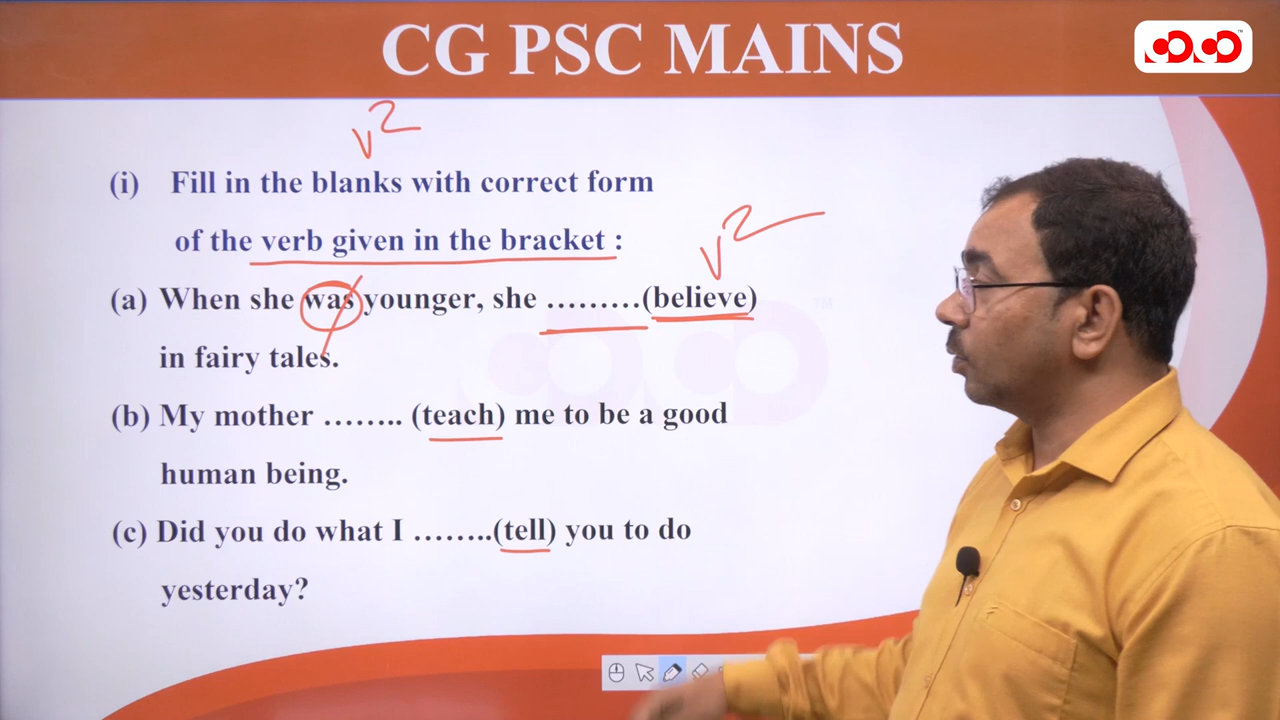 CG PSC MAINS
V2
(i) Fill in the blanks with correct form
of the verb given in the bracket :
V2
(a) When she was younger, she .........(believe)
in fairy tales.
(b) My mother ........ (teach) me to be a good
human being.
(c) Did you do what I ........(tell) you to do
yesterday?